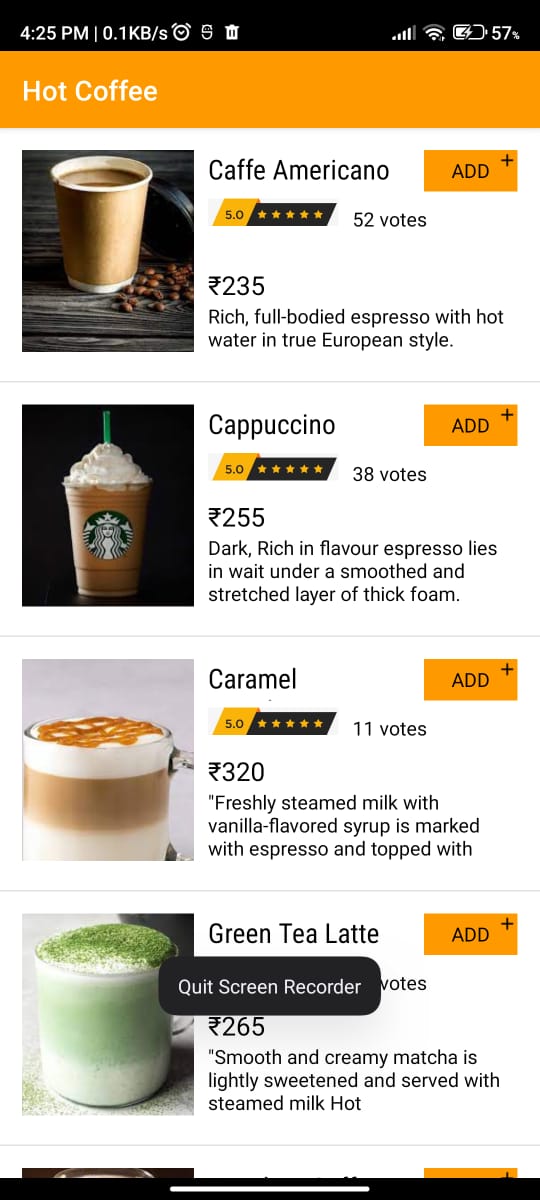 4:25 PM | 0.1KB/s
57%
Hot Coffee
Caffe Americano
ADD +
5.0
52 votes
₹235
Rich, full-bodied espresso with hot
water in true European style.
Cappuccino
ADD +
5.0
38 votes
₹255
Dark, Rich in flavour espresso lies
in wait under a smoothed and
stretched layer of thick foam.
Caramel
ADD +
5.0
11 votes
₹320
"Freshly steamed milk with
vanilla-flavored syrup is marked
with espresso and topped with
Green Tea Latte
ADD +
votes
Quit Screen Recorder
₹265
"Smooth and creamy matcha is
lightly sweetened and served with
steamed milk Hot